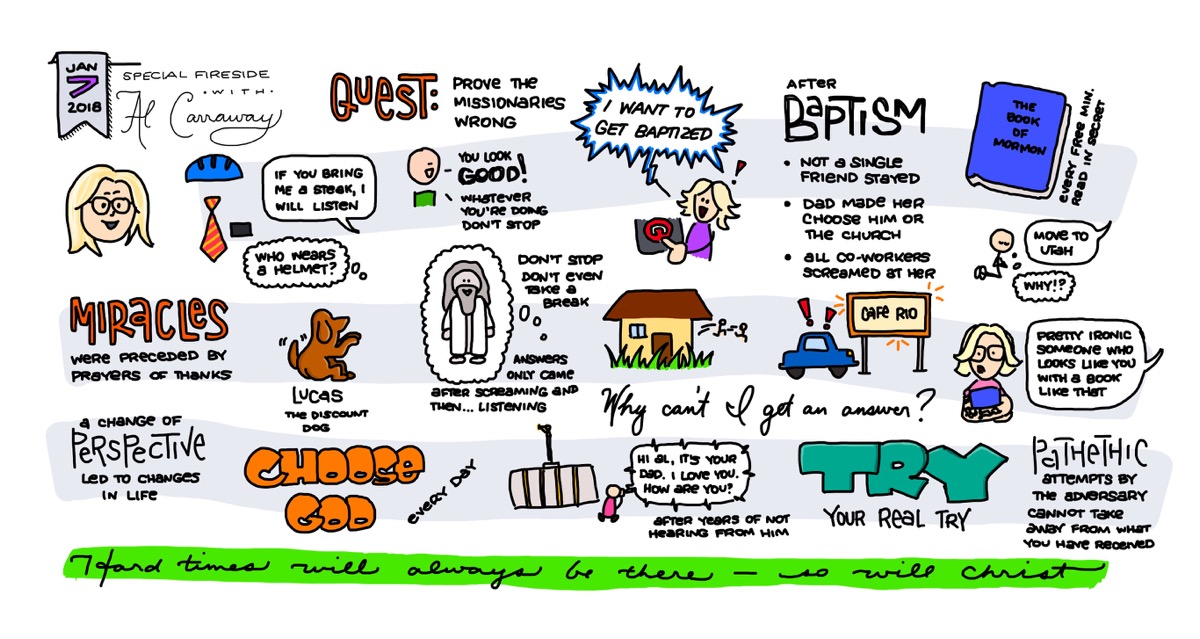 JAN
7
2018
SPECIAL FIRESIDE
·WITH·
Al Carraway
QUEST:
PROVE THE
MISSIONARIES
WRONG
I WANT TO
GET BAPTIZED
AFTER
BAPTISM
• NOT A SINGLE
FRIEND STAYED
• DAD MADE HER
CHOOSE HIM OR
THE CHURCH
• ALL CO-WORKERS
SCREAMED AT HER
THE
BOOK
OF
MORMON
EVERY FREE MIN.
READ IN SECRET
IF YOU BRING
ME A STEAK, I
WILL LISTEN
WHO WEARS
A HELMET?
YOU LOOK
GOOD!
WHATEVER
YOU'RE DOING
DON'T STOP
!
MOVE TO
UTAH
WHY!?
MIRACLES
WERE PRECEDED BY
PRAYERS OF THANKS
LUCAS
THE DISCOUNT
DOG
DON'T STOP
DON'T EVEN
TAKE A
BREAK
ANSWERS
ONLY CAME
AFTER SCREAMING AND
THEN... LISTENING
!!
CAFE RIO
Why can't I get an answer?
PRETTY IRONIC
SOMEONE WHO
LOOKS LIKE YOU
WITH A BOOK
LIKE THAT
A CHANGE OF
PERSPECTIVE
LED TO CHANGES
IN LIFE
CHOOSE
GOD
EVERY DAY
HI AL, IT'S YOUR
DAD. I LOVE YOU.
HOW ARE YOU?
AFTER YEARS OF NOT
HEARING FROM HIM
TRY
YOUR REAL TRY
PATHETHIC
ATTEMPTS BY
THE ADVERSARY
CANNOT TAKE
AWAY FROM WHAT
YOU HAVE RECEIVED
Hard times will always be there — so will Christ